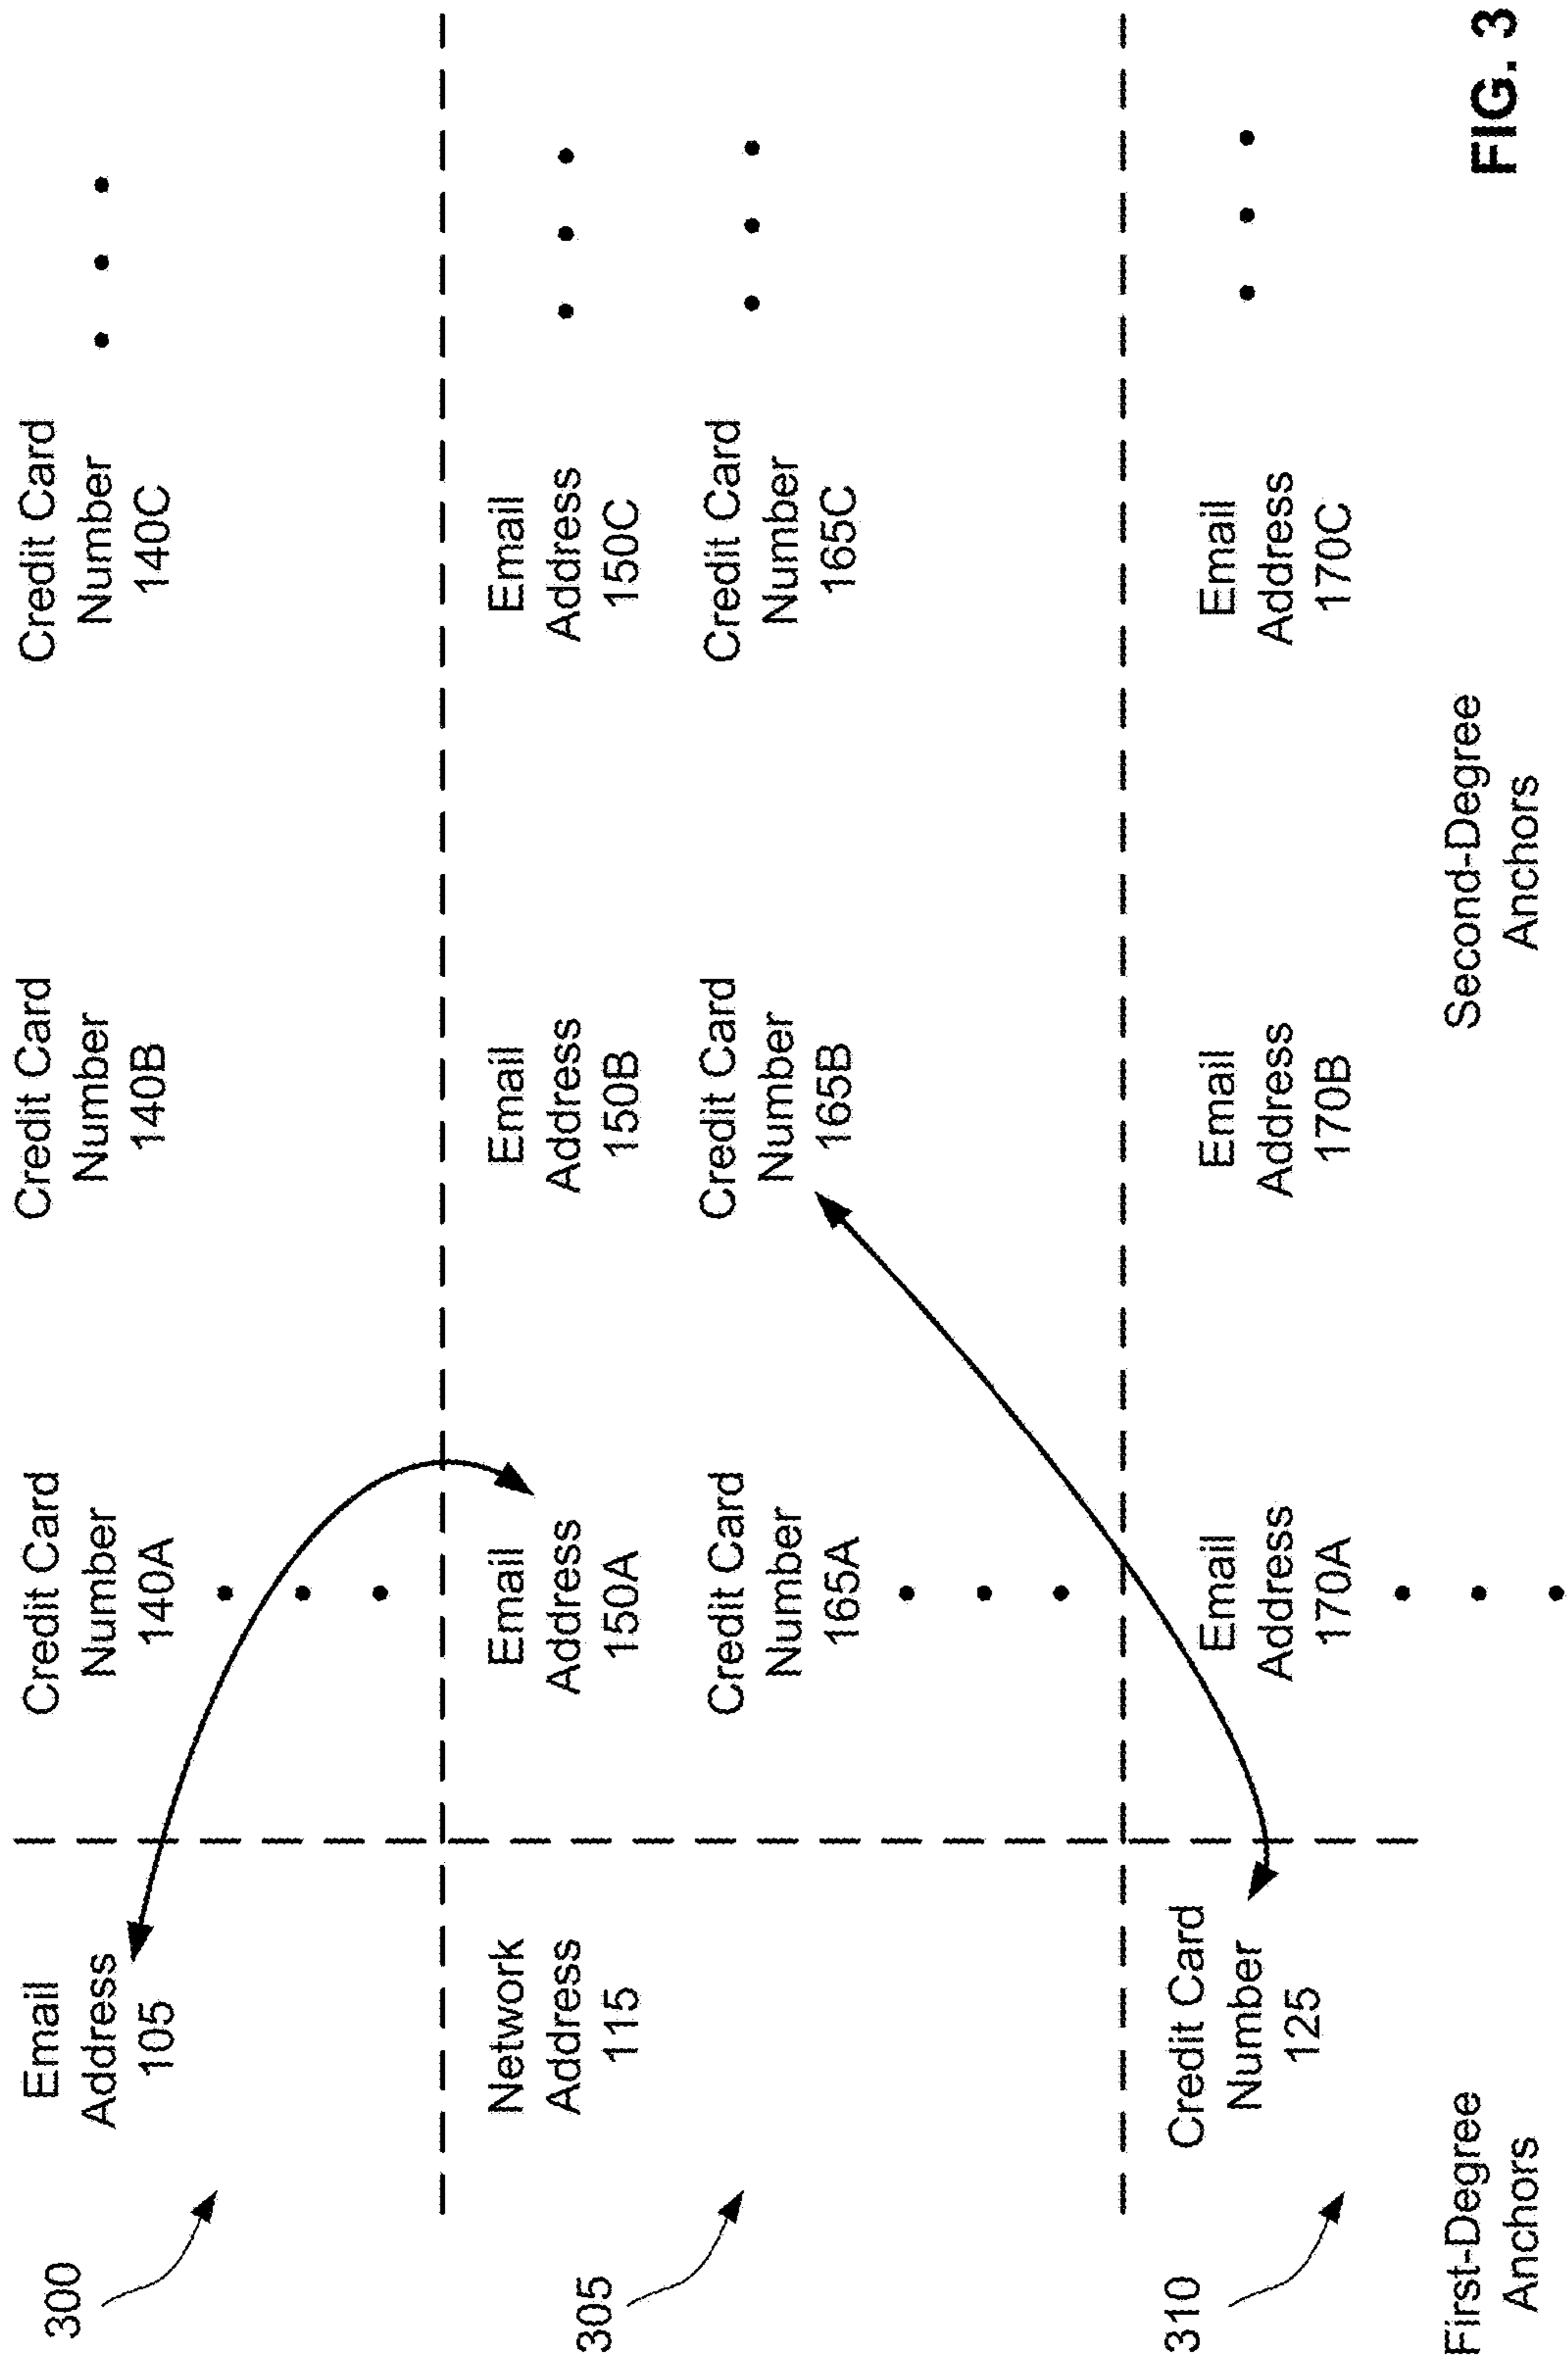 300
Email
Address
105
Credit Card
Number
140A
Credit Card
Number
140B
Credit Card
Number
140C
305
Network
Address
115
Email
Address
150A
Email
Address
150B
Email
Address
150C
Credit Card
Number
165A
Credit Card
Number
165B
Credit Card
Number
165C
310
Credit Card
Number
125
Email
Address
170A
Email
Address
170B
Email
Address
170C
First-Degree
Anchors
Second-Degree
Anchors
FIG. 3